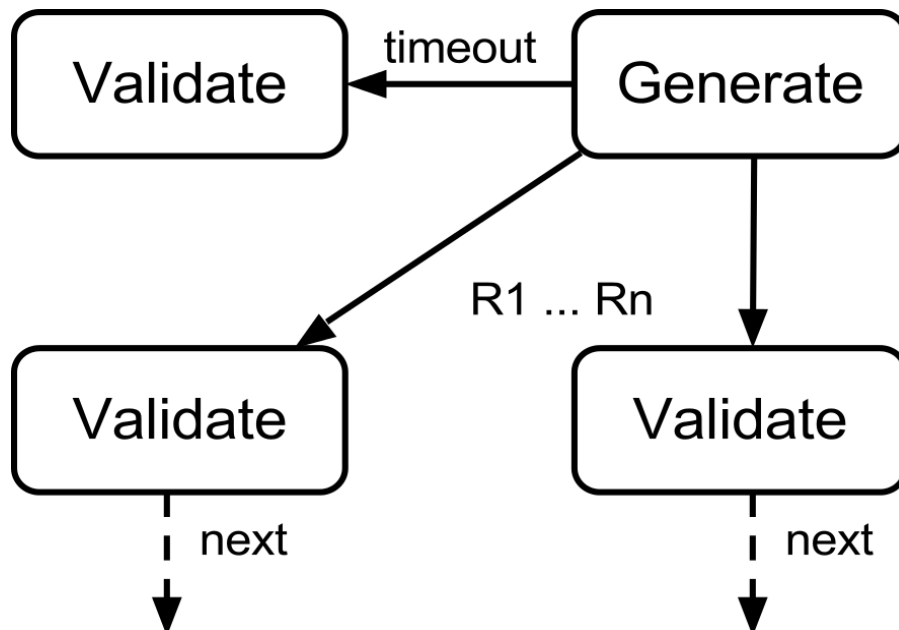 timeout
Validate
Generate
R1 ... Rn
Validate
Validate
next
next